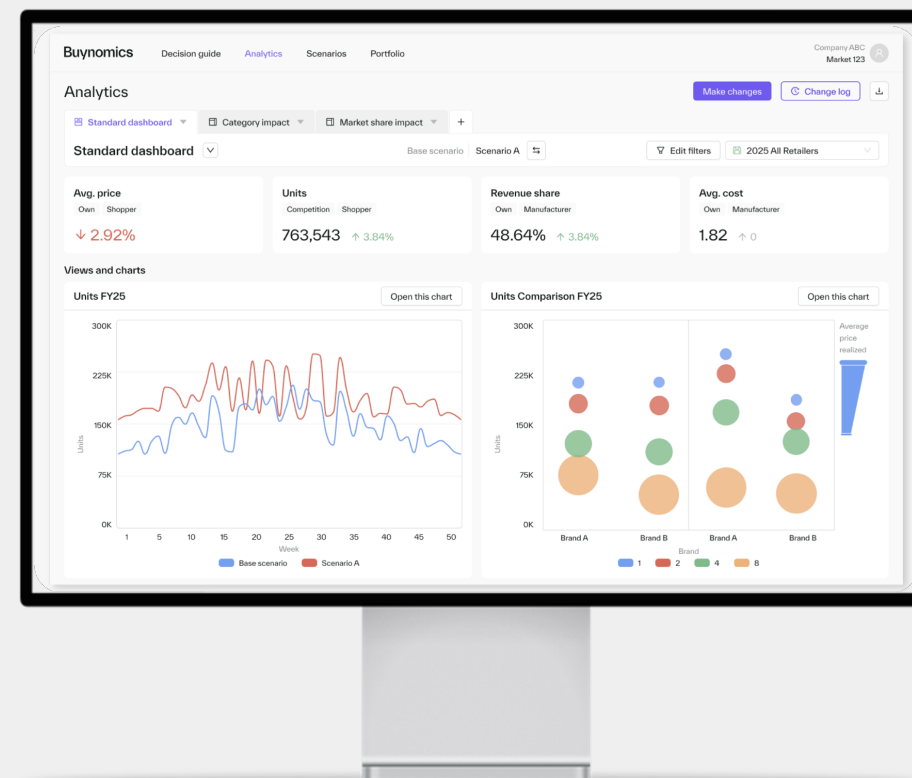 Buynomics Decision guide Analytics Scenarios Portfolio
Company ABC
Market 123
Analytics
Make changes Change log
Standard dashboard Category impact Market share impact +
Standard dashboard
Base scenario Scenario A
Edit filters 2025 All Retailers
Avg. price
Own Shopper
↓ 2.92%
Units
Competition Shopper
763,543 ↑ 3.84%
Revenue share
Own Manufacturer
48.64% ↑ 3.84%
Avg. cost
Own Manufacturer
1.82 ↑ 0
Views and charts
Units FY25 Open this chart
300K
225K
150K
75K
0K
Units
1 5 10 15 20 25 30 35 40 45 50
Week
Base scenario Scenario A
Units Comparison FY25 Open this chart
300K
225K
150K
75K
0K
Units
Average
price
realized
Brand A Brand B Brand A Brand B
Brand
1 2 4 8